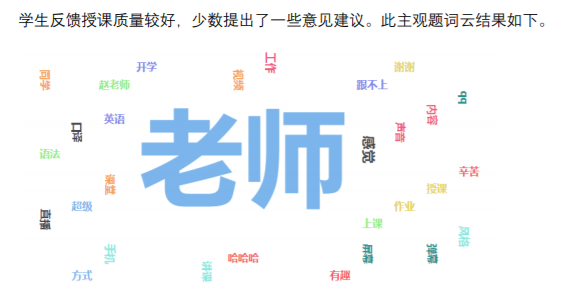 学生反馈授课质量较好，少数提出了一些意见建议。此主观题词云结果如下。
工作
开学
谢谢
同学
视频
赵老师
跟不上
qq
老师
内容
英语
口语
声音
感觉
语法
辛苦
授课
超级
作业
直播
上课
风格
手机
屏幕
弹幕
哈哈哈
讲课
方式
有趣